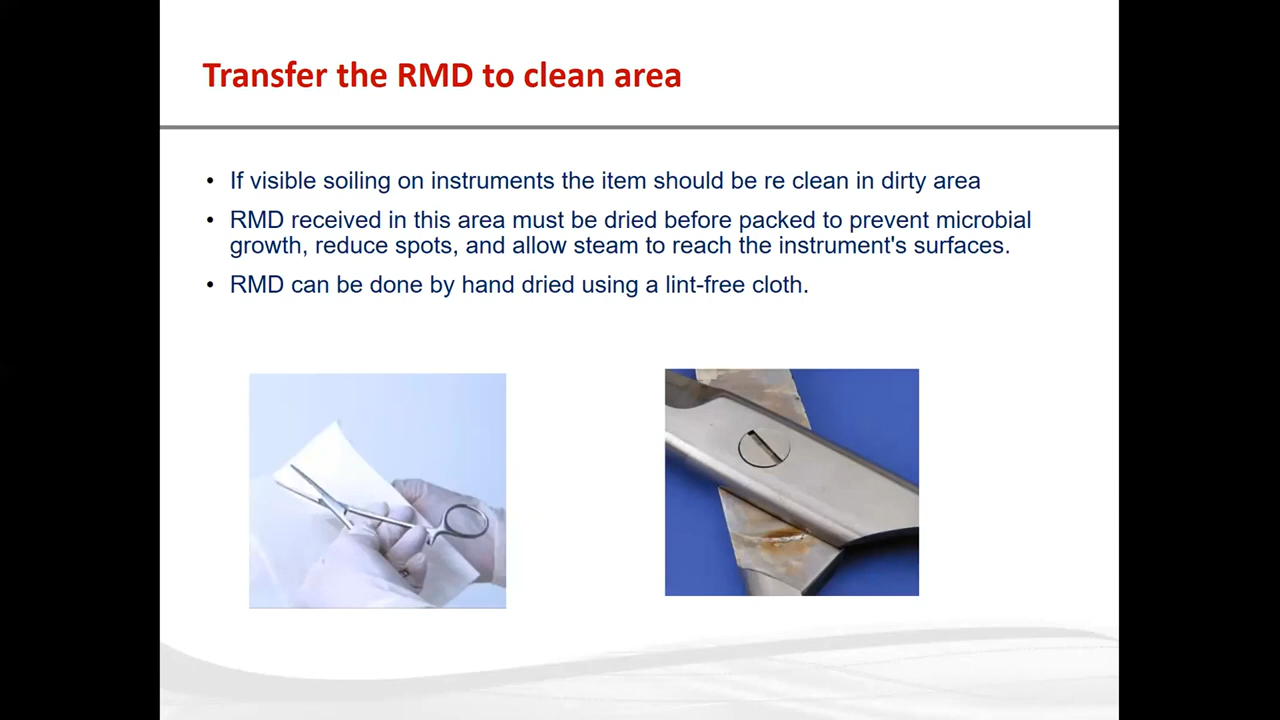 Transfer the RMD to clean area
• If visible soiling on instruments the item should be re clean in dirty area
• RMD received in this area must be dried before packed to prevent microbial
growth, reduce spots, and allow steam to reach the instrument's surfaces.
• RMD can be done by hand dried using a lint-free cloth.